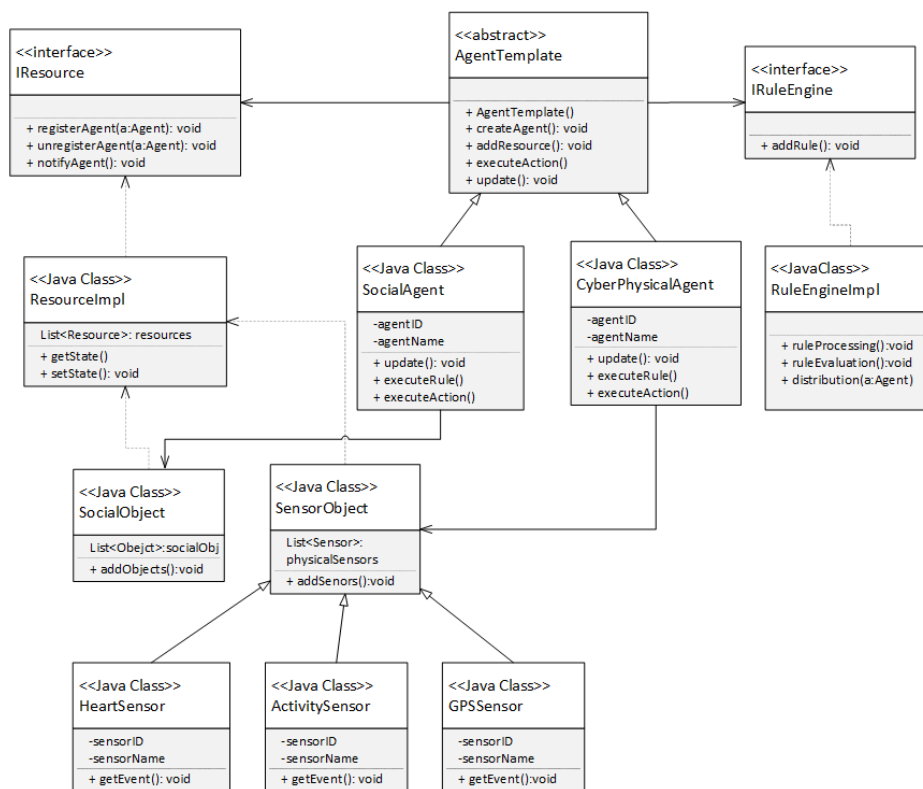 <<interface>>
IResource
+ registerAgent(a:Agent): void
+ unregisterAgent(a:Agent): void
+ notifyAgent(): void
<<abstract>>
AgentTemplate
+ AgentTemplate()
+ createAgent(): void
+ addResource(): void
+ executeAction()
+ update(): void
<<interface>>
IRuleEngine
+ addRule(): void
<<Java Class>>
ResourceImpl
List<Resource>: resources
+ getState()
+ setState(): void
<<Java Class>>
SocialAgent
-agentID
-agentName
+ update(): void
+ executeRule()
+ executeAction()
<<Java Class>>
CyberPhysicalAgent
-agentID
-agentName
+ update(): void
+ executeRule()
+ executeAction()
<<JavaClass>>
RuleEngineImpl
+ ruleProcessing():void
+ ruleEvaluation():void
+ distribution(a:Agent)
<<Java Class>>
SocialObject
List<Obejct>:socialObj
+ addObjects():void
<<Java Class>>
SensorObject
List<Sensor>:
physicalSensors
+ addSenors():void
<<Java Class>>
HeartSensor
-sensorID
-sensorName
+ getEvent(): void
<<Java Class>>
ActivitySensor
-sensorID
-sensorName
+ getEvent(): void
<<Java Class>>
GPSSensor
-sensorID
-sensorName
+ getEvent():void